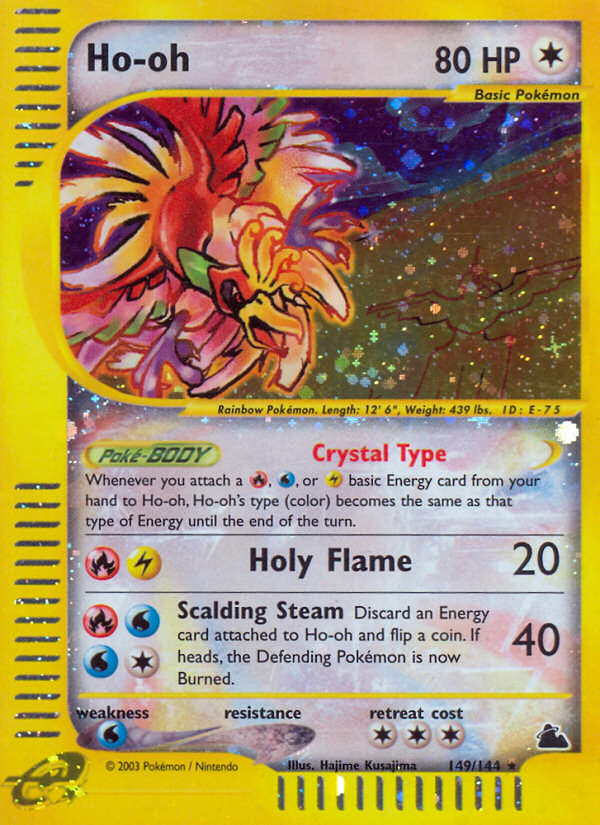 Ho-oh 80 HP
Basic Pokémon
Rainbow Pokémon. Length: 12' 6", Weight: 439 lbs. ID: E-75
Poké-BODY Crystal Type
Whenever you attach a , , or basic Energy card from your
hand to Ho-oh, Ho-oh's type (color) becomes the same as that
type of Energy until the end of the turn.
Holy Flame 20
Scalding Steam Discard an Energy
card attached to Ho-oh and flip a coin. If
heads, the Defending Pokémon is now
Burned.
40
weakness resistance retreat cost
© 2003 Pokémon / Nintendo Illus. Hajime Kusajima 149/144 ★